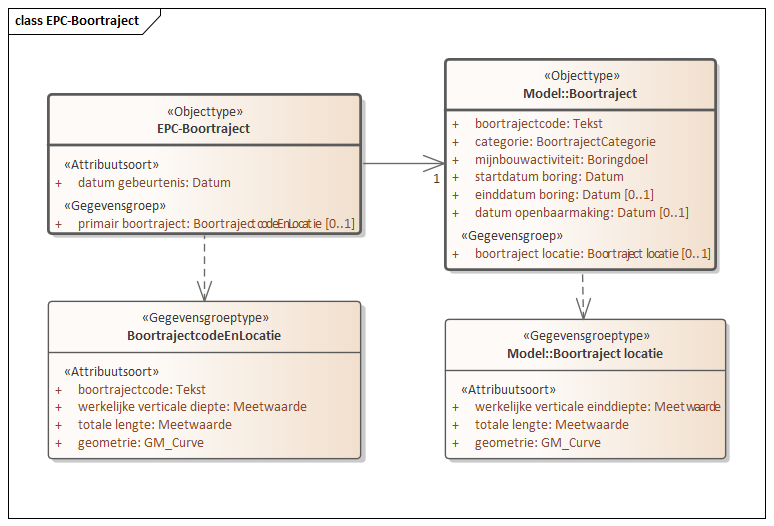 class EPC-Boortraject
«Objecttype»
EPC-Boortraject
«Attribuutsoort»
+ datum gebeurtenis: Datum
«Gegevensgroep»
+ primair boortraject: BoortrajectcodeEnLocatie [0..1]
1
«Objecttype»
Model::Boortraject
+ boortrajectcode: Tekst
+ categorie: BoortrajectCategorie
+ mijnbouwactiviteit: Boringdoel
+ startdatum boring: Datum
+ einddatum boring: Datum [0..1]
+ datum openbaarmaking: Datum [0..1]
«Gegevensgroep»
+ boortraject locatie: Boortraject locatie [0..1]
«Gegevensgroeptype»
BoortrajectcodeEnLocatie
«Attribuutsoort»
+ boortrajectcode: Tekst
+ werkelijke verticale diepte: Meetwaarde
+ totale lengte: Meetwaarde
+ geometrie: GM_Curve
«Gegevensgroeptype»
Model::Boortraject locatie
«Attribuutsoort»
+ werkelijke verticale einddiepte: Meetwaarde
+ totale lengte: Meetwaarde
+ geometrie: GM_Curve